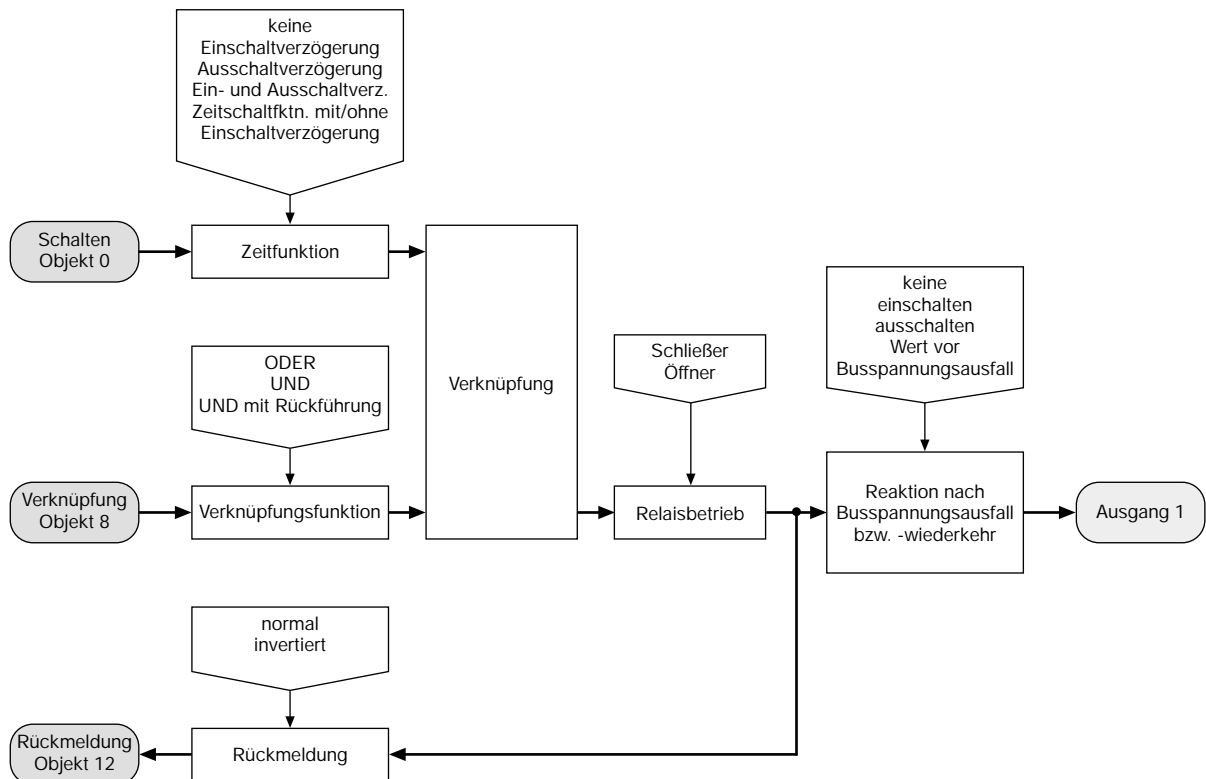 keine
Einschaltverzögerung
Ausschaltverzögerung
Ein- und Ausschaltverz.
Zeitschaltfktn. mit/ohne
Einschaltverzögerung
Schalten
Objekt 0
Zeitfunktion
keine
einschalten
ausschalten
Wert vor
Busspannungsausfall
Schließer
Öffner
ODER
UND
UND mit Rückführung
Verknüpfung
Verknüpfung
Objekt 8
Verknüpfungsfunktion
Relaisbetrieb
Reaktion nach
Busspannungsausfall
bzw. -wiederkehr
Ausgang 1
normal
invertiert
Rückmeldung
Objekt 12
Rückmeldung